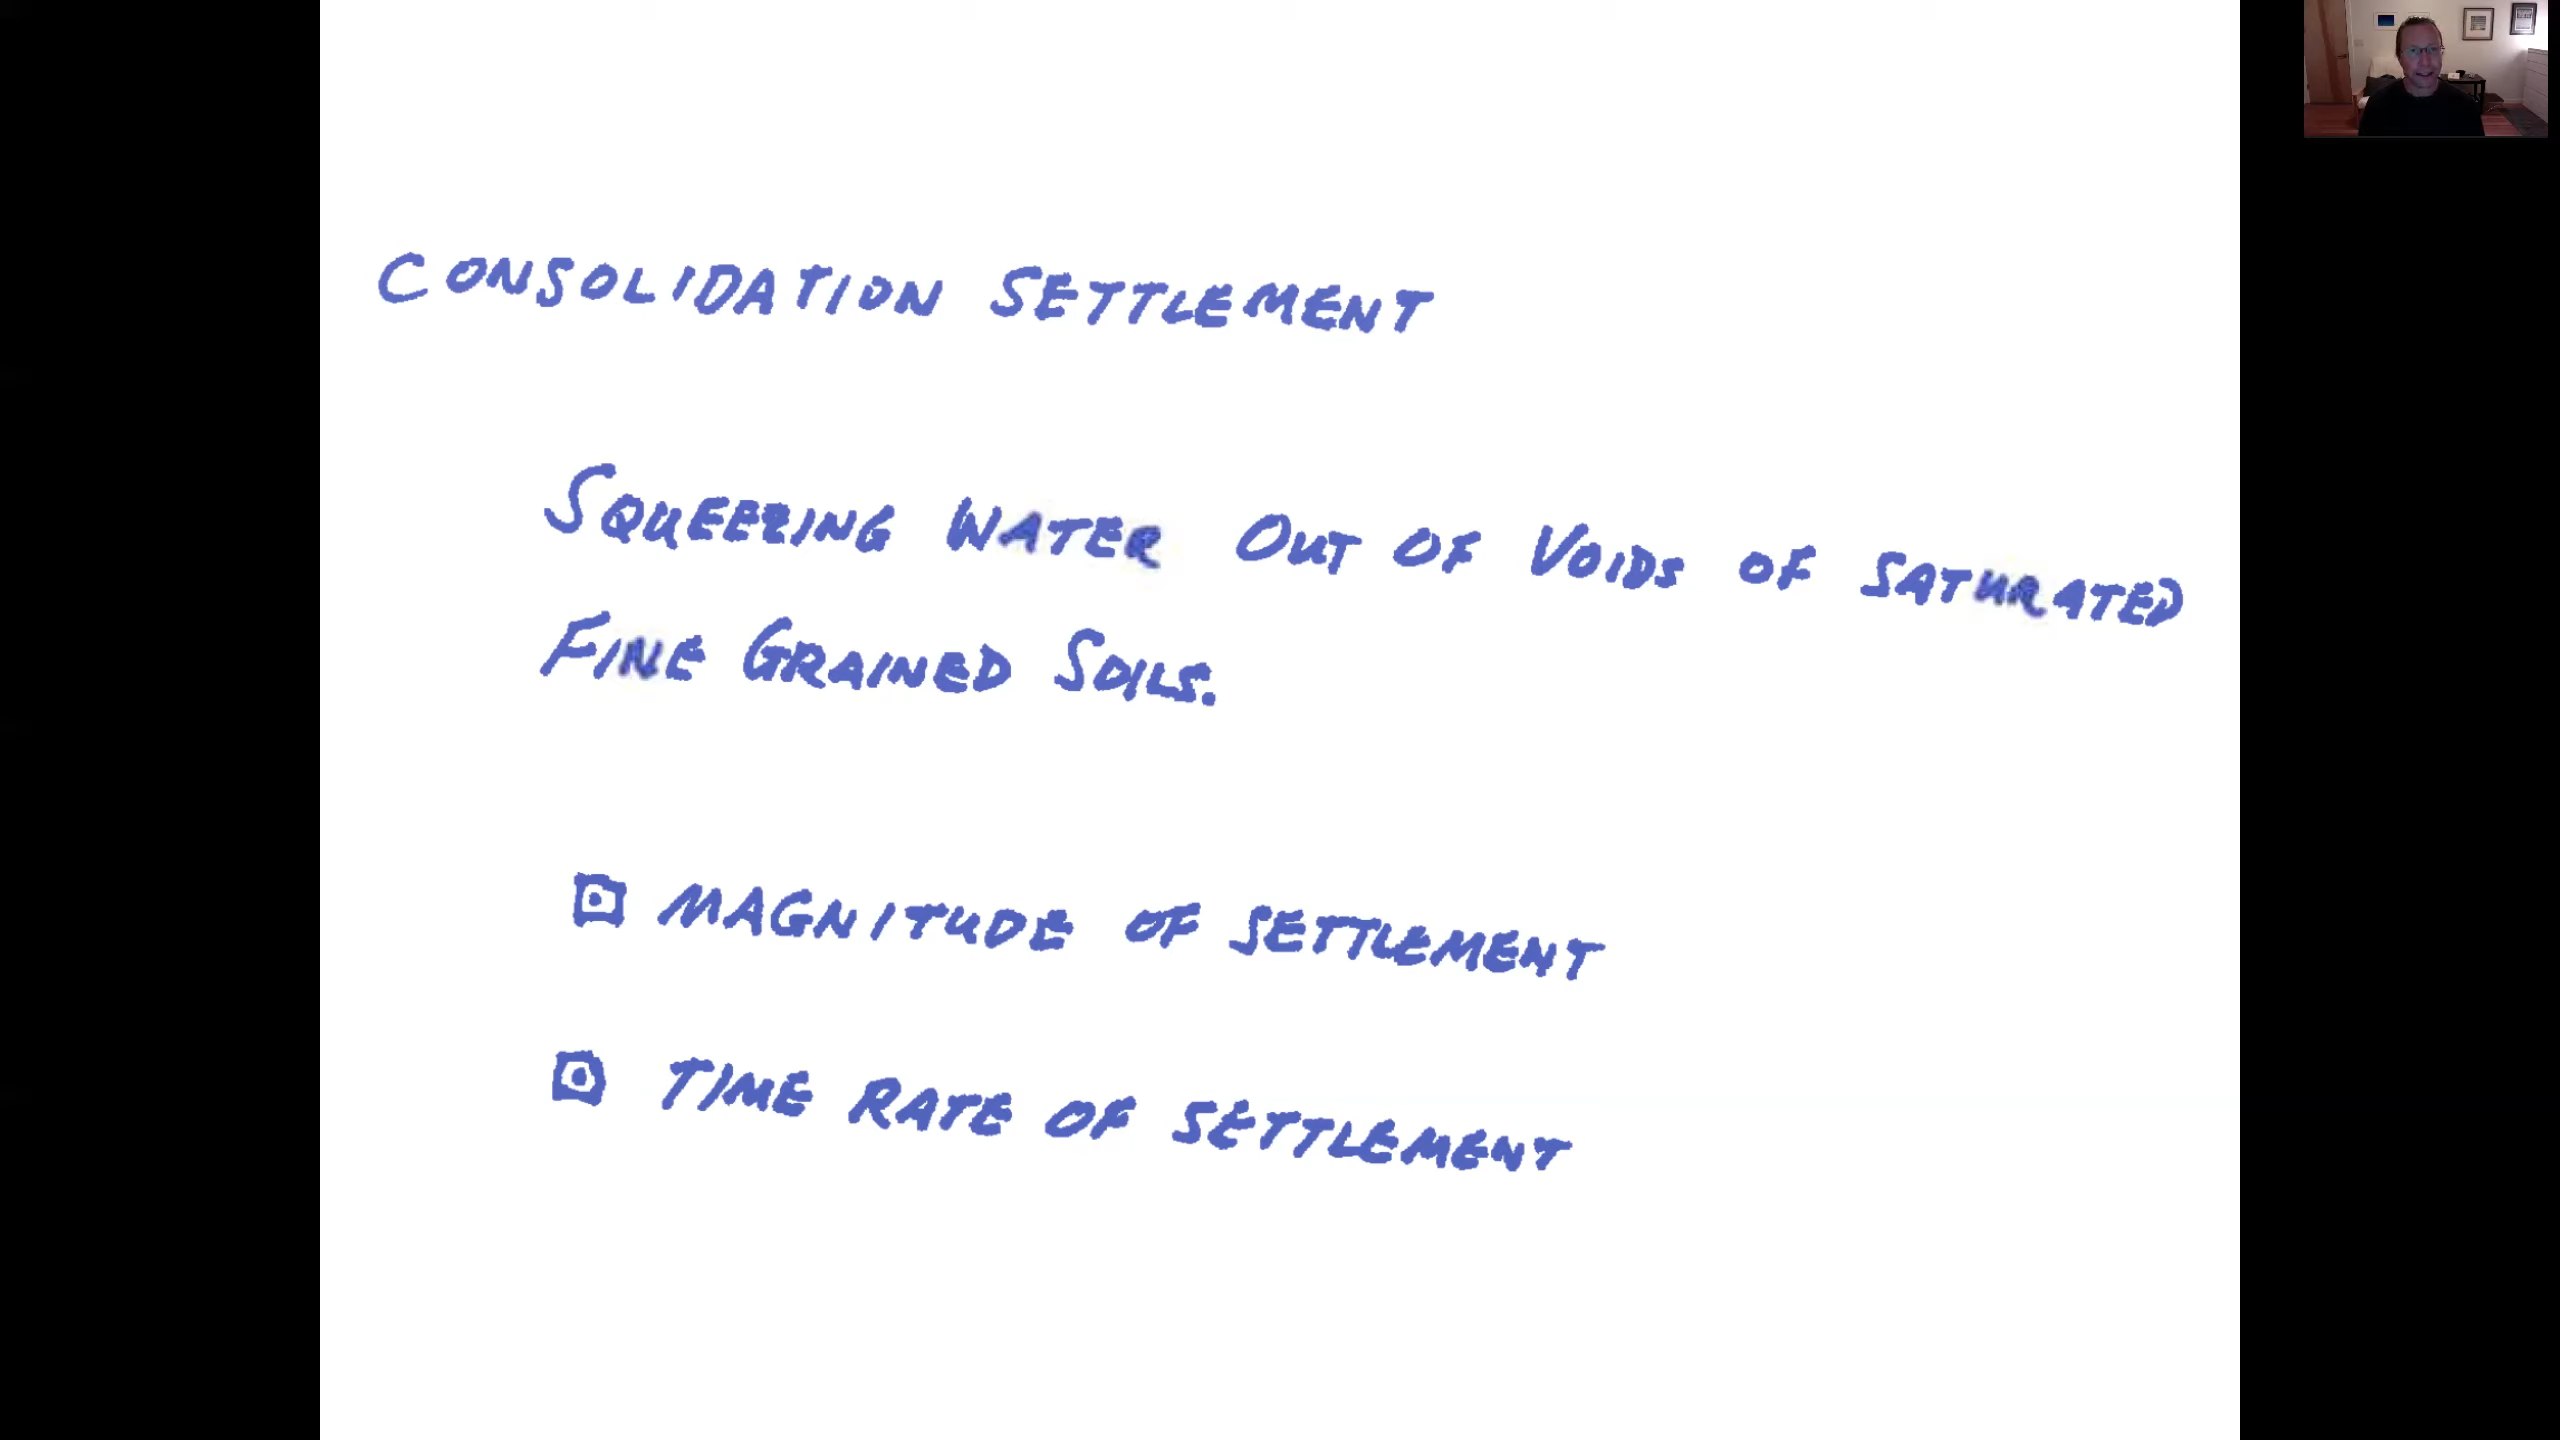 CONSOLIDATION SETTLEMENT
SQUEEZING WATER OUT OF VOIDS OF SATURATED
FINE GRAINED SOILS.
MAGNITUDE OF SETTLEMENT
TIME RATE OF SETTLEMENT